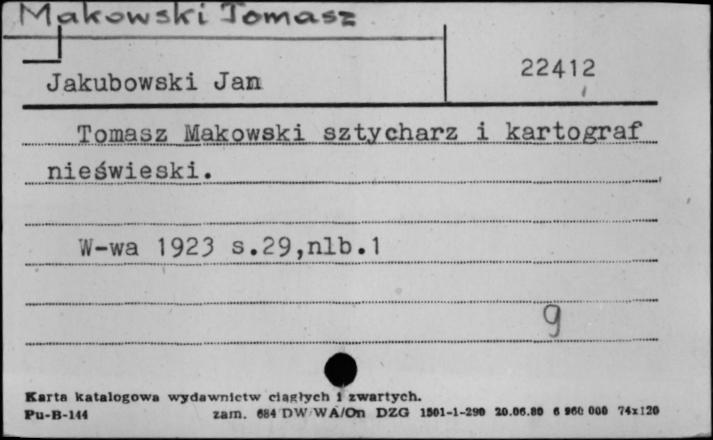 Makowski Tomasz
Jakubowski Jan
22412
Tomasz Makowski sztycharz i kartograf
nieświeski.
W-wa 1923 s.29,nlb.1
9
Karta katalogowa wydawnictw ciągłych i zwartych.
Pu-B-144 zam. 684 DW WA/On DZG 1501-1-290 20.06.80 6 960 000 74x120